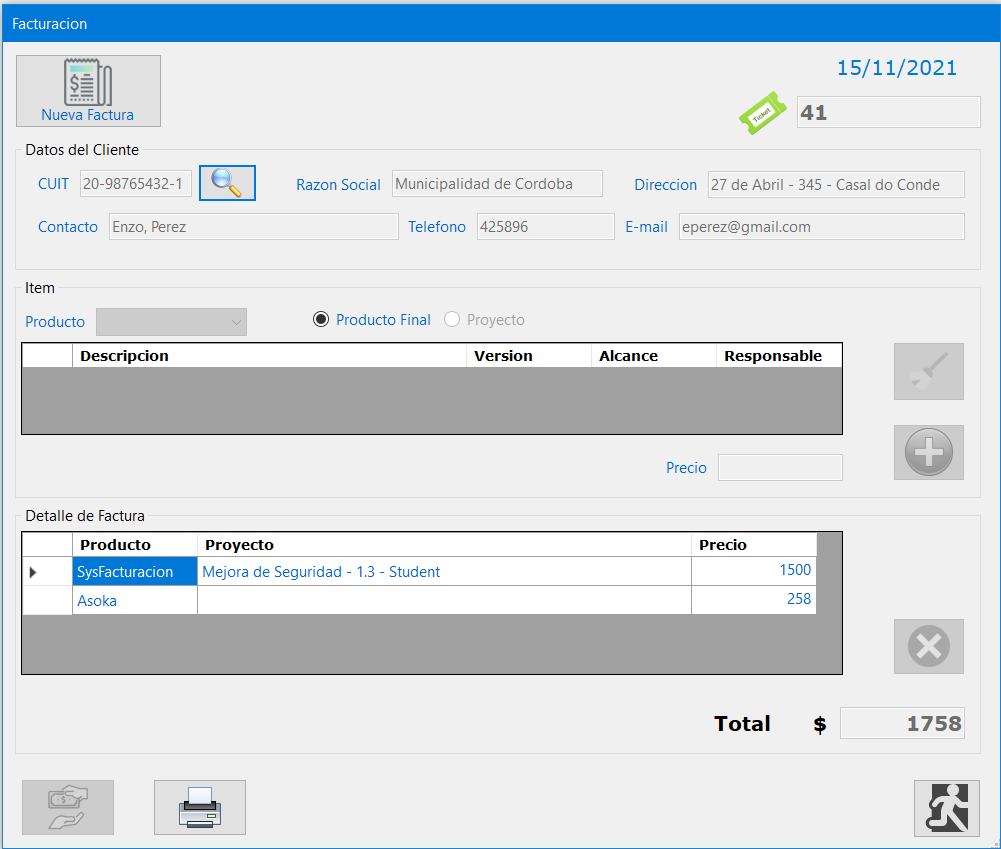 Facturacion
15/11/2021
Nueva Factura
Ticket
41
Datos del Cliente
CUIT 20-98765432-1 Razon Social Municipalidad de Cordoba Direccion 27 de Abril - 345 - Casal do Conde
Contacto Enzo, Perez Telefono 425896 E-mail eperez@gmail.com
Item
Producto Producto Final Proyecto
Descripcion Version Alcance Responsable
Precio
Detalle de Factura
Producto Proyecto Precio
SysFacturacion Mejora de Seguridad - 1.3 - Student 1500
Asoka 258
Total $ 1758